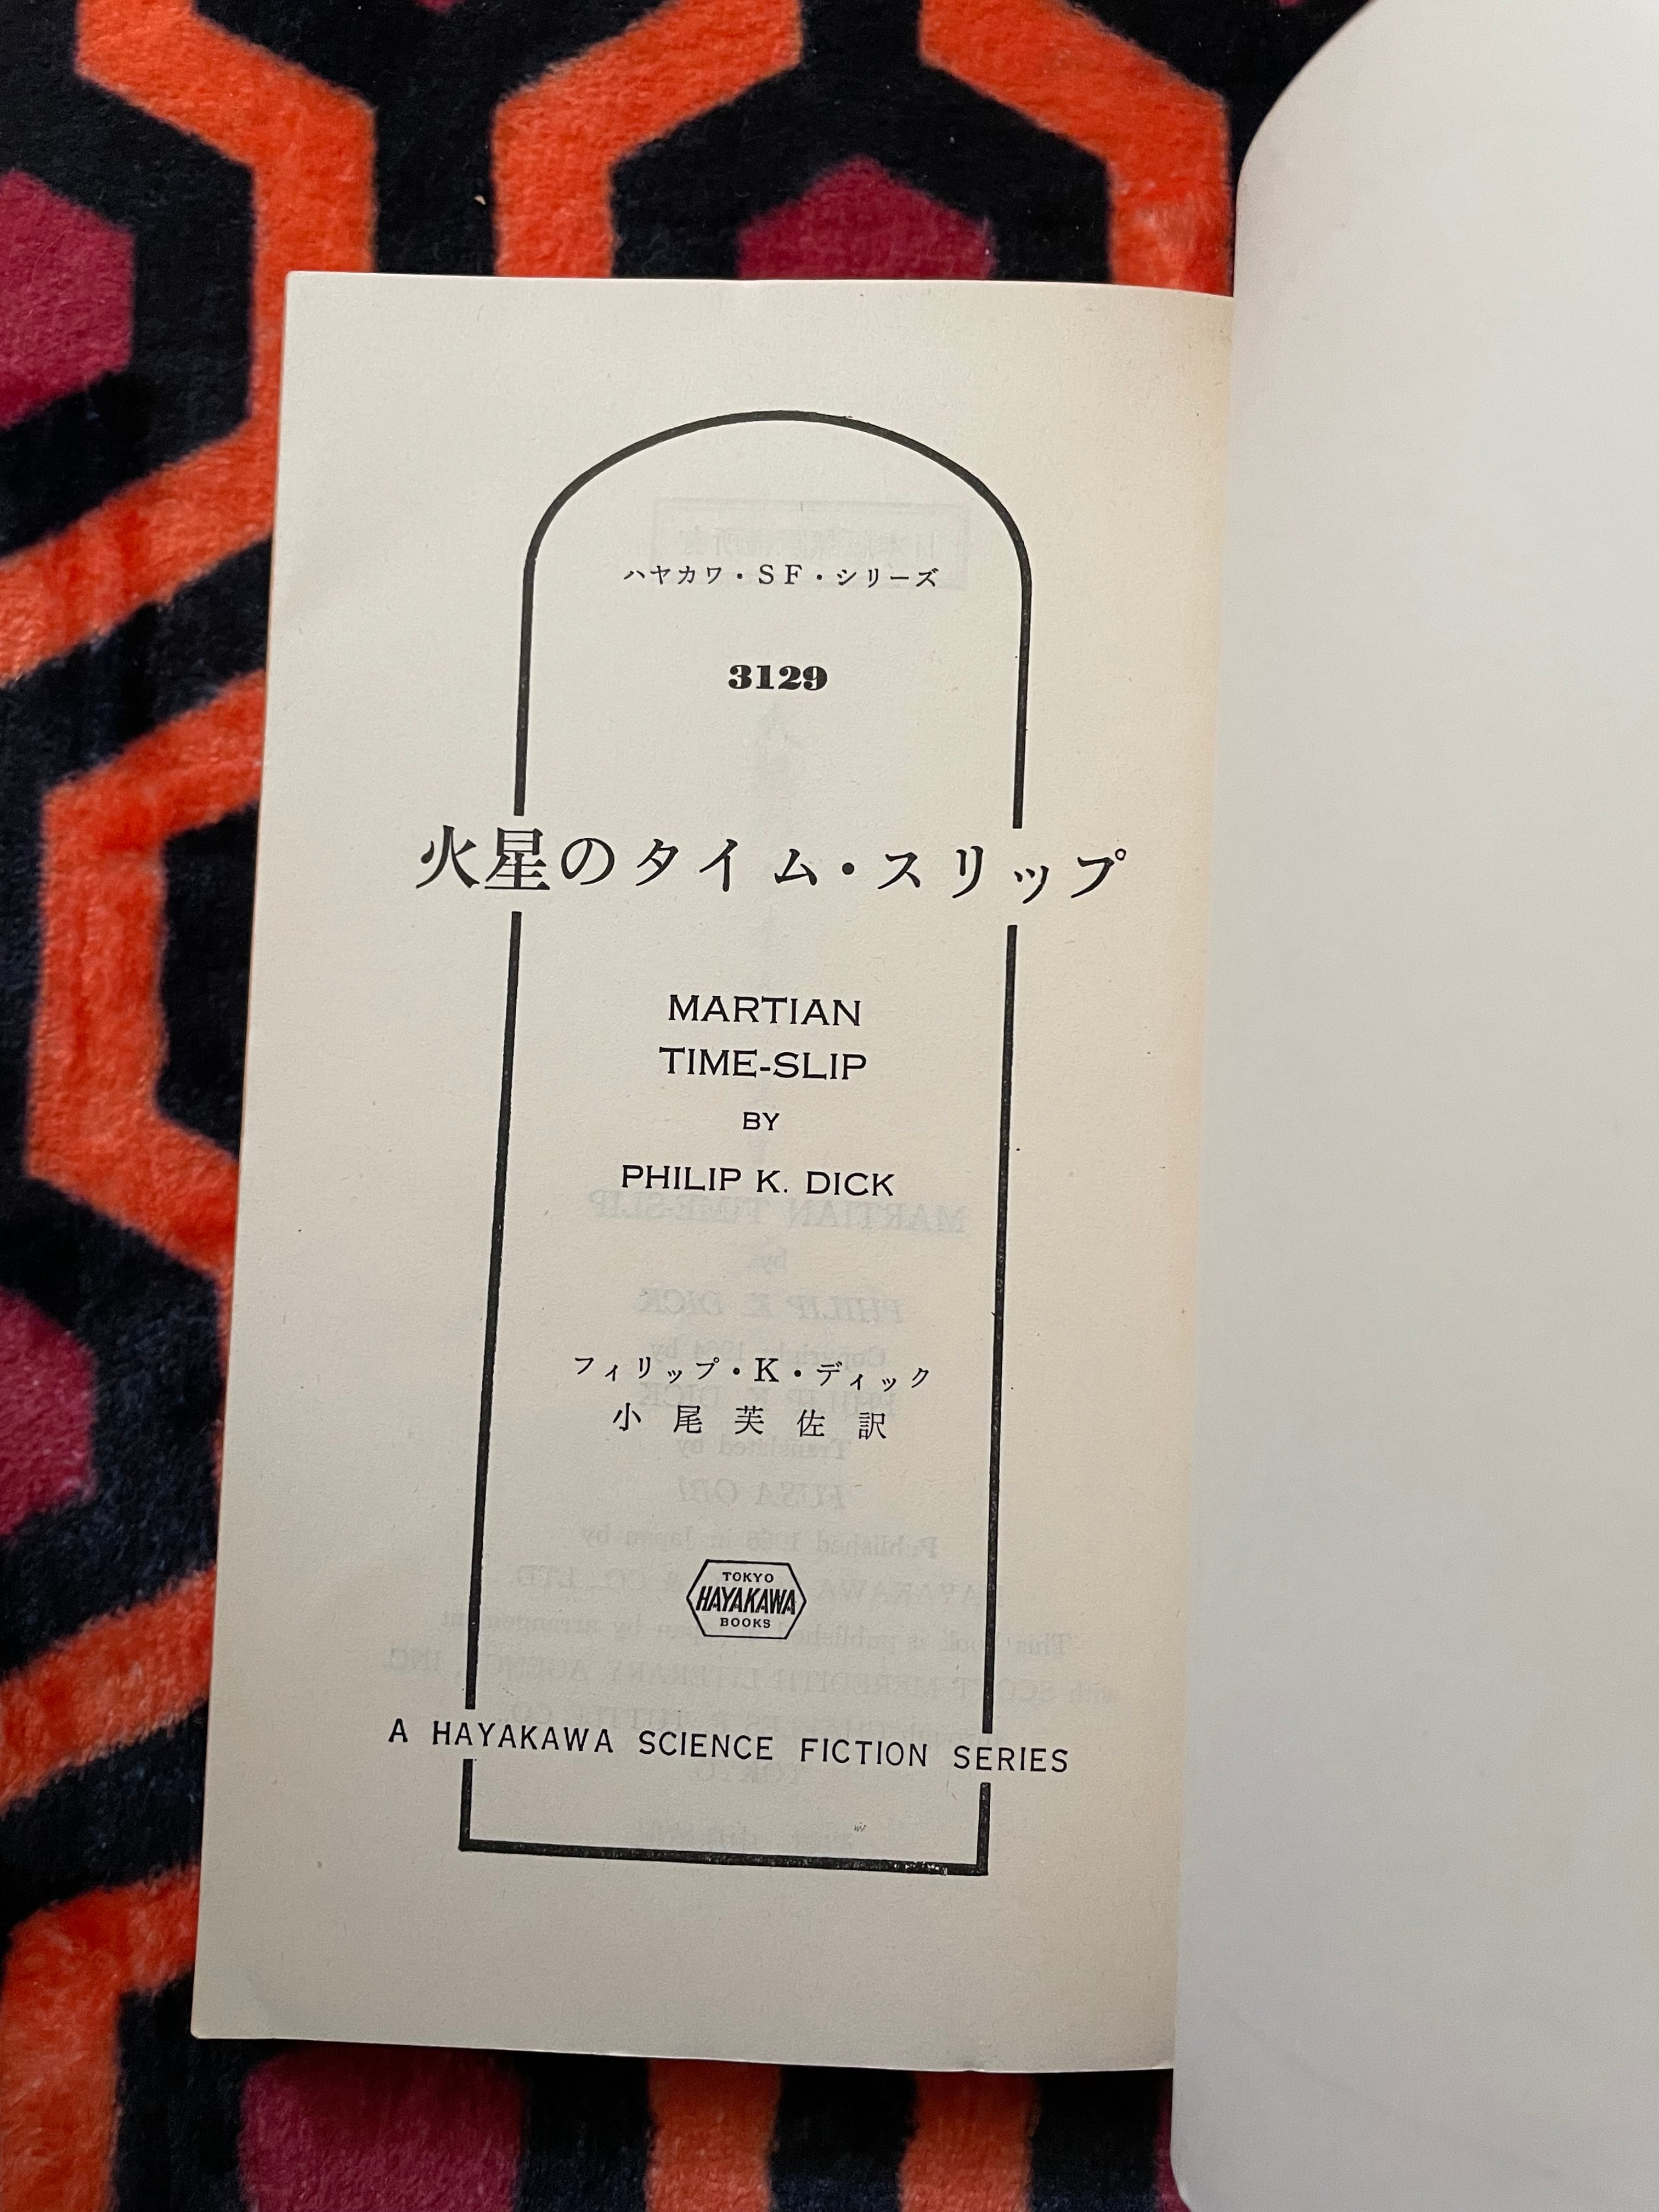 ハヤカワ・SF・シリーズ
3129
火星のタイム・スリップ
MARTIAN
TIME-SLIP
BY
PHILIP K. DICK
フィリップ・K・ディック
小尾芙佐訳
TOKYO
HAYAKAWA
BOOKS
A HAYAKAWA SCIENCE FICTION SERIES